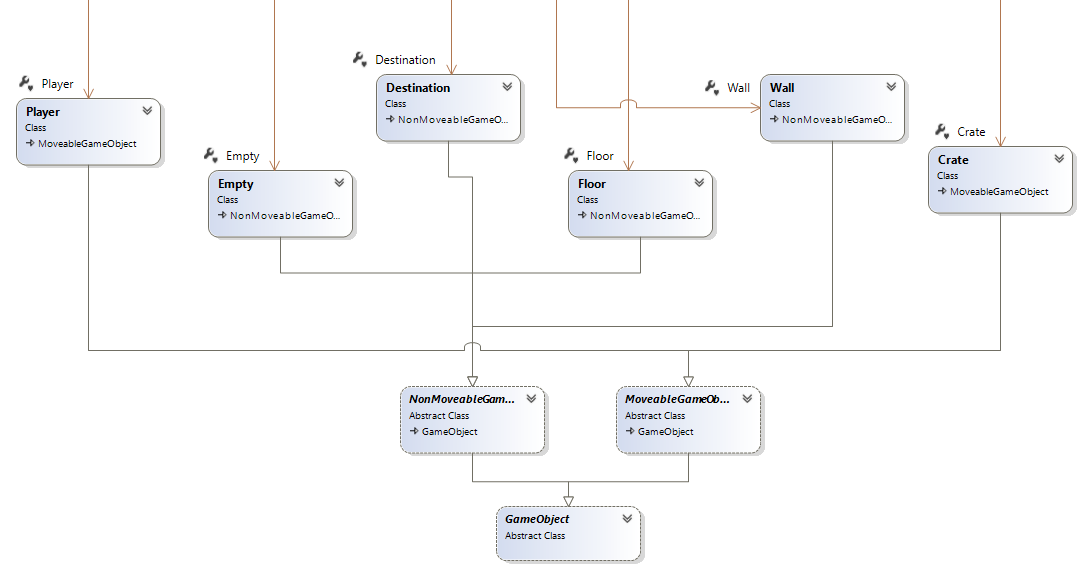 Player
Player
Class
MoveableGameObject
Empty
Empty
Class
NonMoveableGameO...
Destination
Destination
Class
NonMoveableGameO...
Floor
Floor
Class
NonMoveableGameO...
Wall
Wall
Class
NonMoveableGameO...
Crate
Crate
Class
MoveableGameObject
NonMoveableGam...
Abstract Class
GameObject
MoveableGameOb...
Abstract Class
GameObject
GameObject
Abstract Class